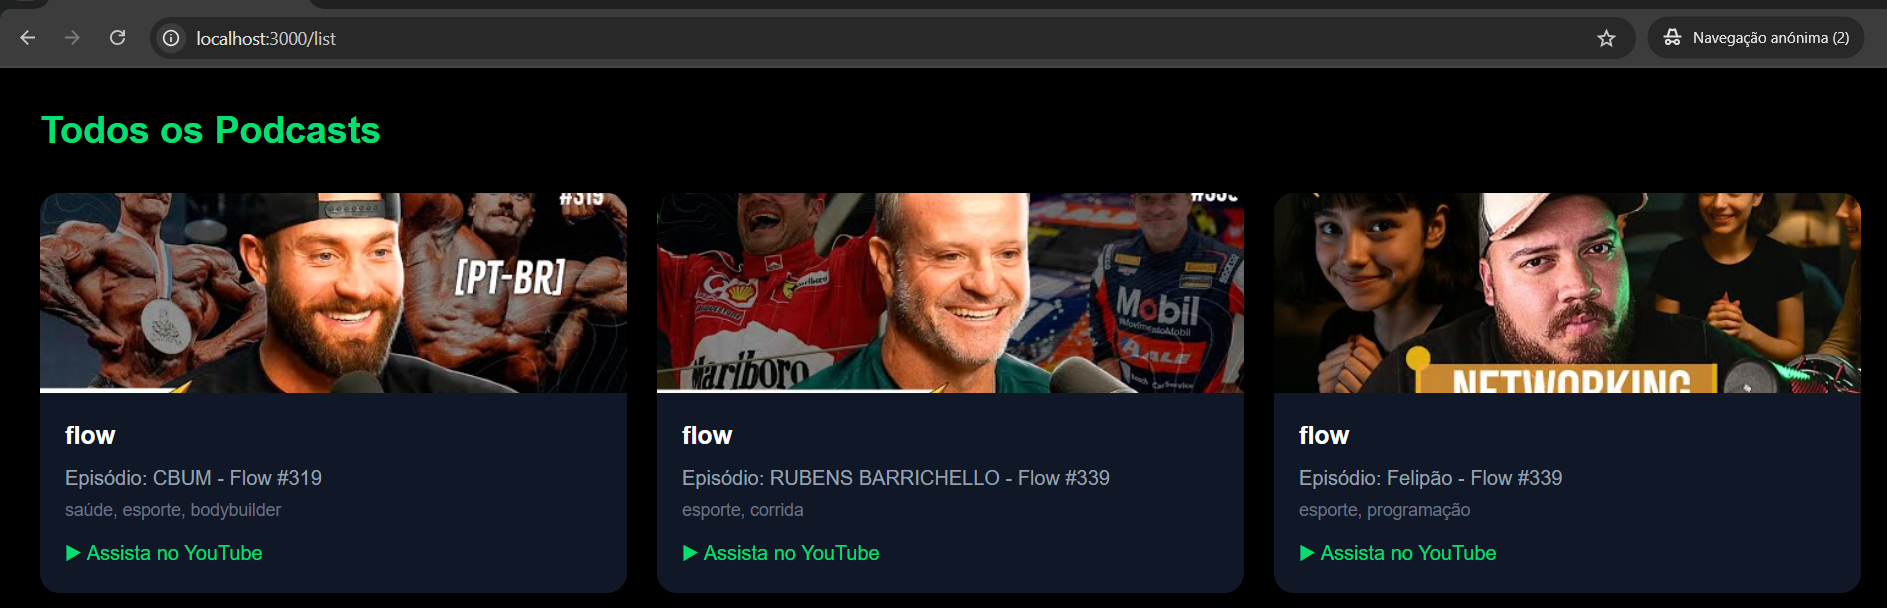 localhost:3000/list
Navegação anónima (2)
Todos os Podcasts
#319
[PT-BR]
Marlboro
Mobil
NETWORKING
flow
Episódio: CBUM - Flow #319
saúde, esporte, bodybuilder
▶ Assista no YouTube
flow
Episódio: RUBENS BARRICHELLO - Flow #339
esporte, corrida
▶ Assista no YouTube
flow
Episódio: Felipão - Flow #339
esporte, programação
▶ Assista no YouTube